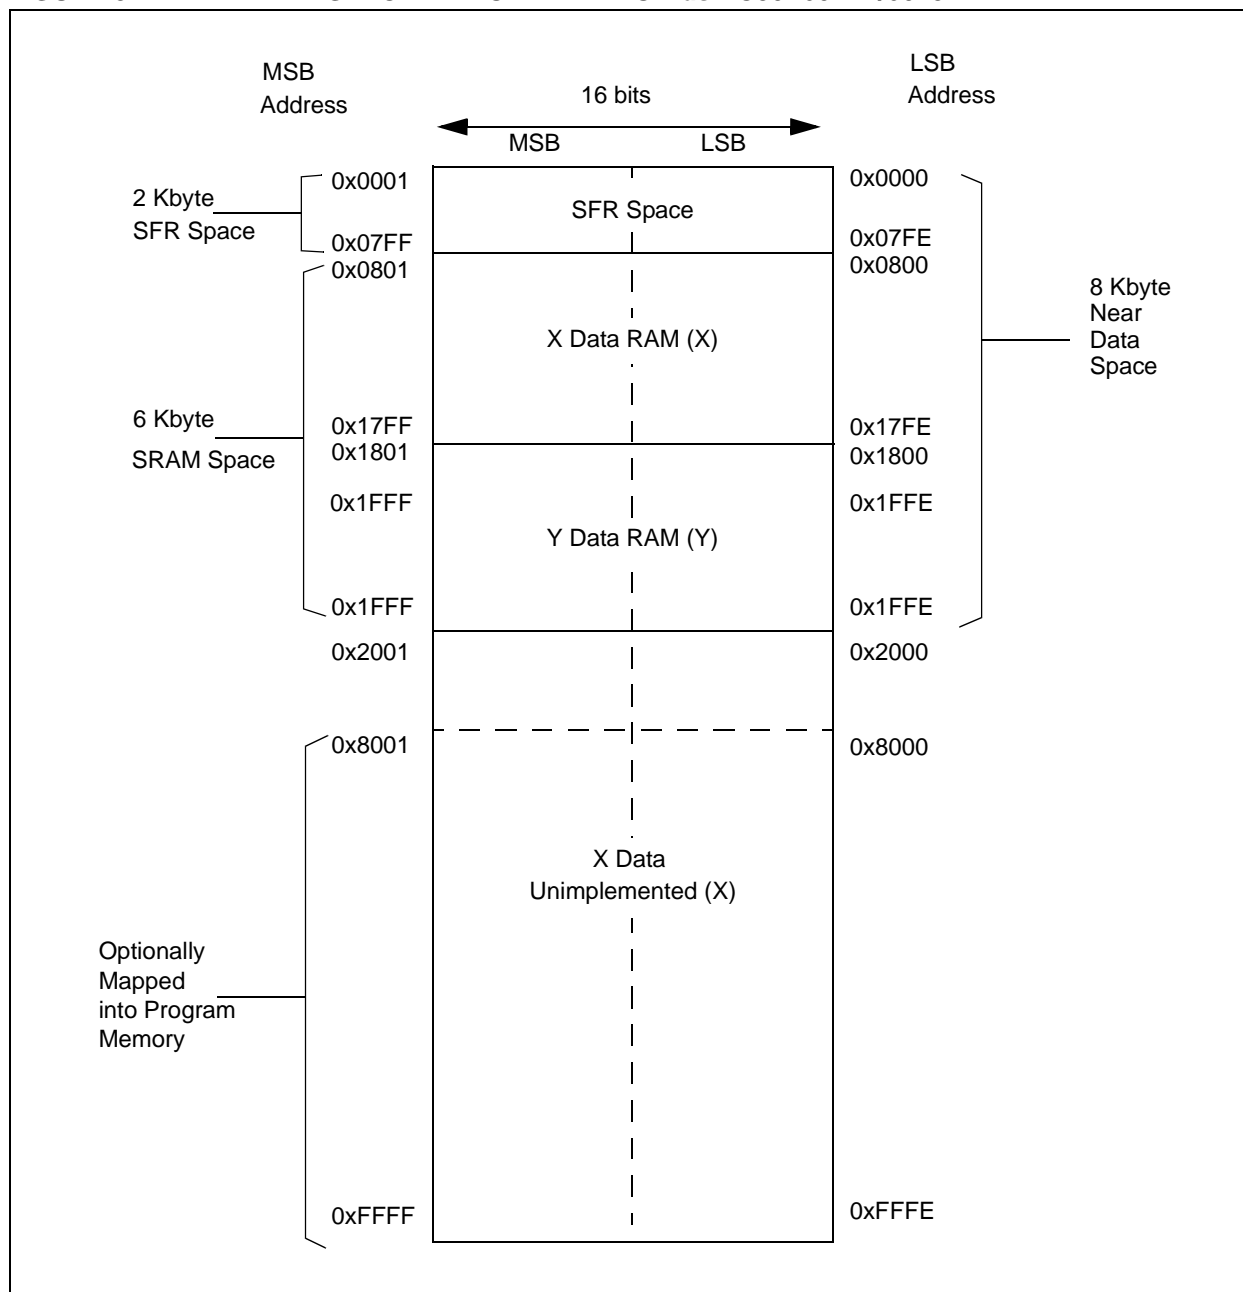 MSB
Address
LSB
Address
16 bits
MSB LSB
2 Kbyte
SFR Space
0x0001
0x07FF
0x0801
SFR Space
0x0000
0x07FE
0x0800
8 Kbyte
Near
Data
Space
X Data RAM (X)
6 Kbyte
SRAM Space
0x17FF
0x1801
0x17FE
0x1800
0x1FFF
0x1FFE
Y Data RAM (Y)
0x1FFF
0x1FFE
0x2001
0x2000
0x8001
0x8000
X Data
Unimplemented (X)
Optionally
Mapped
into Program
Memory
0xFFFF
0xFFFE